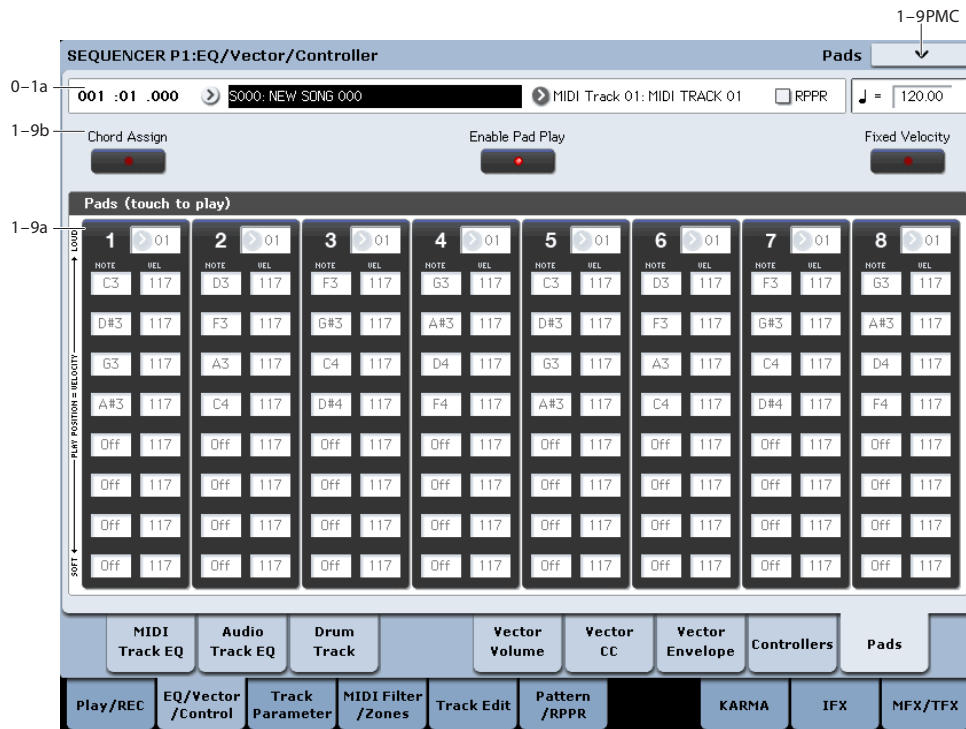 1–9PMC
SEQUENCER P1:EQ/Vector/Controller Pads
0–1a
001 :01 .000 S000: NEW SONG 000 MIDI Track 01: MIDI TRACK 01 RPPR ♩ = 120.00
1–9b
Chord Assign Enable Pad Play Fixed Velocity
Pads (touch to play)
1–9a
1 01 2 01 3 01 4 01 5 01 6 01 7 01 8 01
NOTE VEL NOTE VEL NOTE VEL NOTE VEL NOTE VEL NOTE VEL NOTE VEL NOTE VEL
C3 117 D3 117 F3 117 G3 117 C3 117 D3 117 F3 117 G3 117
D#3 117 F3 117 G#3 117 A#3 117 D#3 117 F3 117 G#3 117 A#3 117
G3 117 A3 117 C4 117 D4 117 G3 117 A3 117 C4 117 D4 117
A#3 117 C4 117 D#4 117 F4 117 A#3 117 C4 117 D#4 117 F4 117
Off 117 Off 117 Off 117 Off 117 Off 117 Off 117 Off 117 Off 117
Off 117 Off 117 Off 117 Off 117 Off 117 Off 117 Off 117 Off 117
Off 117 Off 117 Off 117 Off 117 Off 117 Off 117 Off 117 Off 117
Off 117 Off 117 Off 117 Off 117 Off 117 Off 117 Off 117 Off 117
SOFT PLAY POSITION = VELOCITY LOUD
MIDI Track EQ
Audio Track EQ
Drum Track
Vector Volume
Vector CC
Vector Envelope
Controllers
Pads
Play/REC
EQ/Vector /Control
Track Parameter
MIDI Filter /Zones
Track Edit
Pattern /RPPR
KARMA
IFX
MFX/TFX